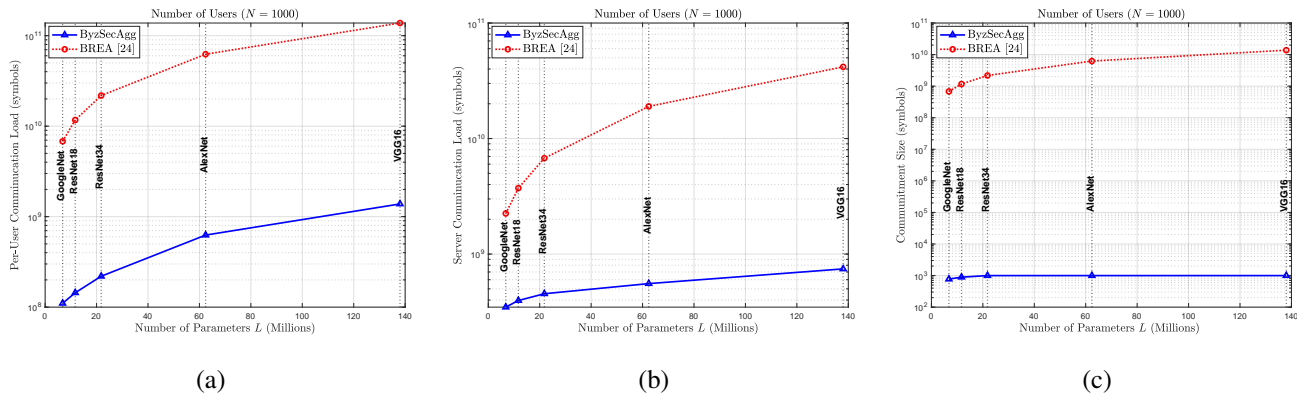 Number of Users (N = 1000)
ByzSecAgg
BREA [24]
Per-User Comminucation Load (symbols)
10^11
10^10
10^9
10^8
GoogleNet
ResNet18
ResNet34
AlexNet
VGG16
0 20 40 60 80 100 120 140
Number of Parameters L (Millions)
(a)
Number of Users (N = 1000)
ByzSecAgg
BREA [24]
Server Comminucation Load (symbols)
10^11
10^10
10^9
GoogleNet
ResNet18
ResNet34
AlexNet
VGG16
0 20 40 60 80 100 120 140
Number of Parameters L (Millions)
(b)
Number of Users (N = 1000)
ByzSecAgg
BREA [24]
Commuitment Size (symbols)
10^11
10^10
10^9
10^8
10^7
10^6
10^5
10^4
10^3
10^2
GoogleNet
ResNet18
ResNet34
AlexNet
VGG16
0 20 40 60 80 100 120 140
Number of Parameters L (Millions)
(c)